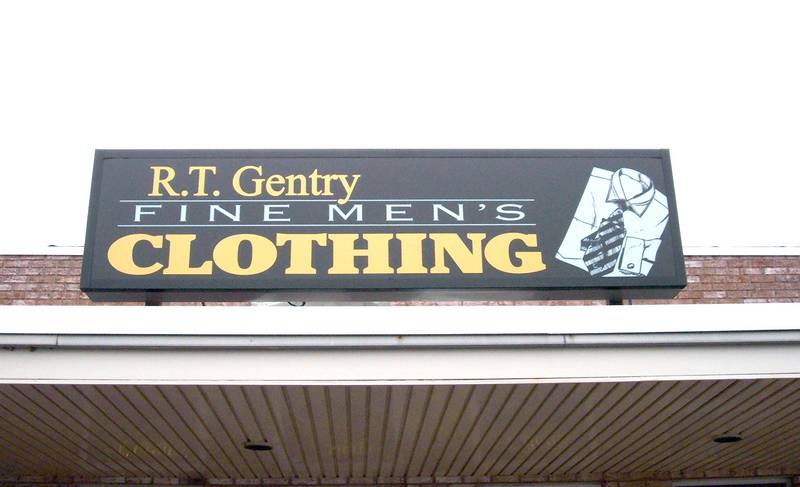 R.T. Gentry
FINE MEN'S
CLOTHING